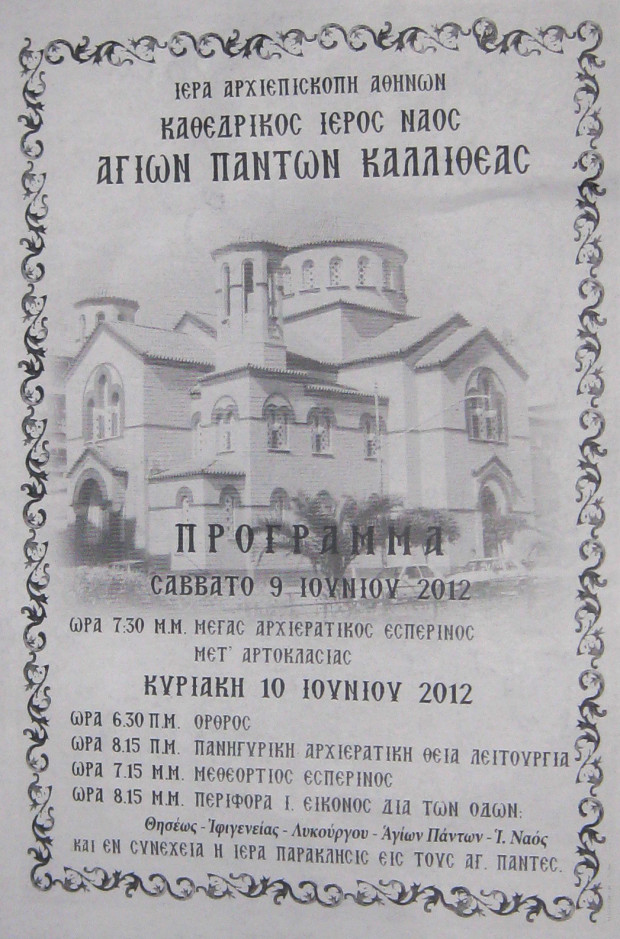 ΙΕΡΑ ΑΡΧΙΕΠΙΣΚΟΠΗ ΑΘΗΝΩΝ
ΚΑΘΕΔΡΙΚΟΣ ΙΕΡΟΣ ΝΑΟΣ
ΑΓΙΩΝ ΠΑΝΤΩΝ ΚΑΛΛΙΘΕΑΣ
ΠΡΟΓΡΑΜΜΑ
ΣΑΒΒΑΤΟ 9 ΙΟΥΝΙΟΥ 2012
ΩΡΑ 7:30 Μ.Μ. ΜΕΓΑΣ ΑΡΧΙΕΡΑΤΙΚΟΣ ΕΣΠΕΡΙΝΟΣ
ΜΕΤ' ΑΡΤΟΚΛΑΣΙΑΣ
ΚΥΡΙΑΚΗ 10 ΙΟΥΝΙΟΥ 2012
ΩΡΑ 6.30 Π.Μ. ΟΡΘΡΟΣ
ΩΡΑ 8.15 Π.Μ. ΠΑΝΗΓΥΡΙΚΗ ΑΡΧΙΕΡΑΤΙΚΗ ΘΕΙΑ ΛΕΙΤΟΥΡΓΙΑ
ΩΡΑ 7.15 Μ.Μ. ΜΕΘΕΟΡΤΙΟΣ ΕΣΠΕΡΙΝΟΣ
ΩΡΑ 8.15 Μ.Μ. ΠΕΡΙΦΟΡΑ Ι. ΕΙΚΟΝΟΣ ΔΙΑ ΤΩΝ ΟΔΩΝ:
Θησέως - Ἰφιγενείας - Λυκούργου - Ἁγίων Πάντων - Ἱ. Ναός
ΚΑΙ ΕΝ ΣΥΝΕΧΕΙΑ Η ΙΕΡΑ ΠΑΡΑΚΛΗΣΙΣ ΕΙΣ ΤΟΥΣ ΑΓ. ΠΑΝΤΕΣ.